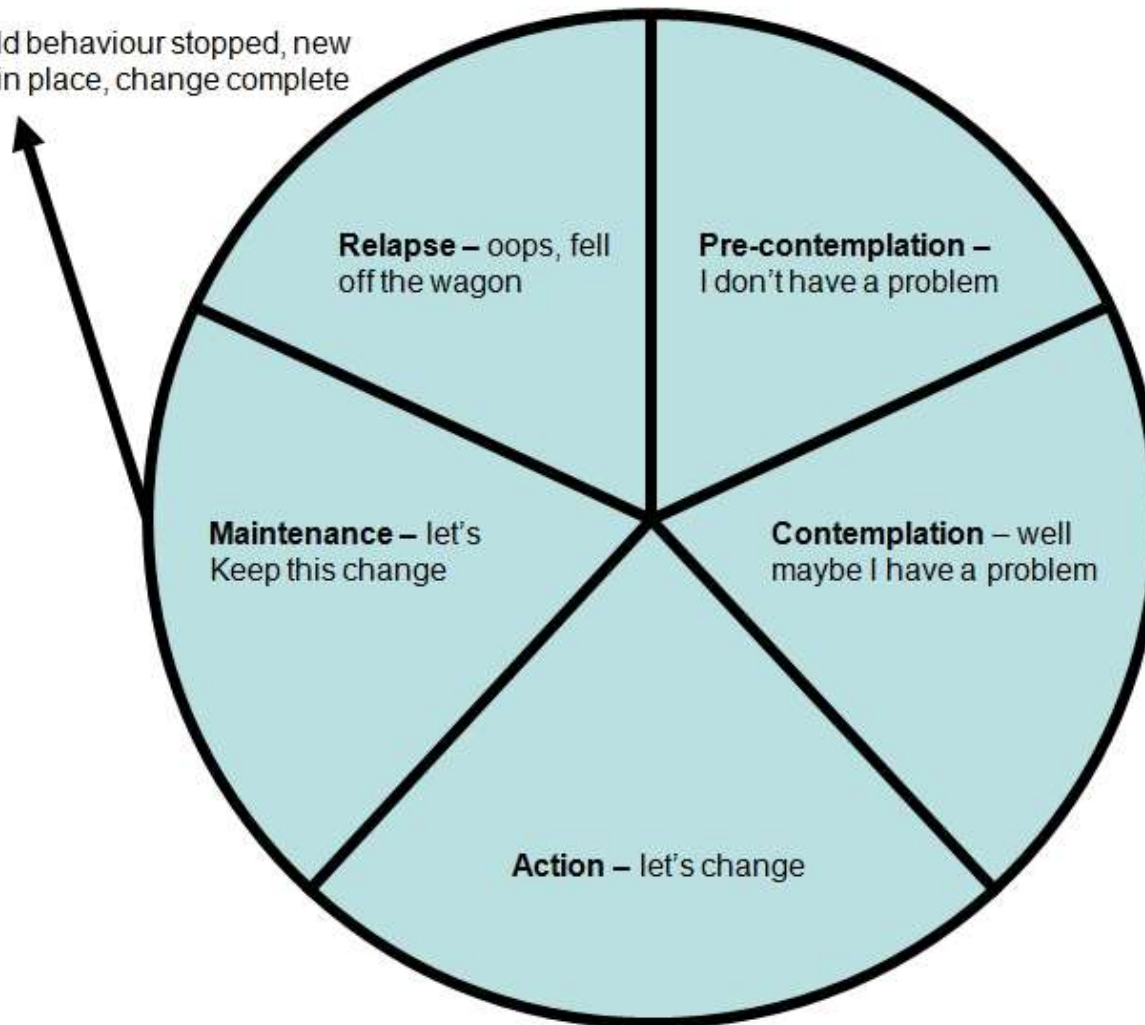 behaviour stopped, new
in place, change complete
Relapse – oops, fell
off the wagon
Pre-contemplation –
I don't have a problem
Maintenance – let's
Keep this change
Contemplation – well
maybe I have a problem
Action – let's change